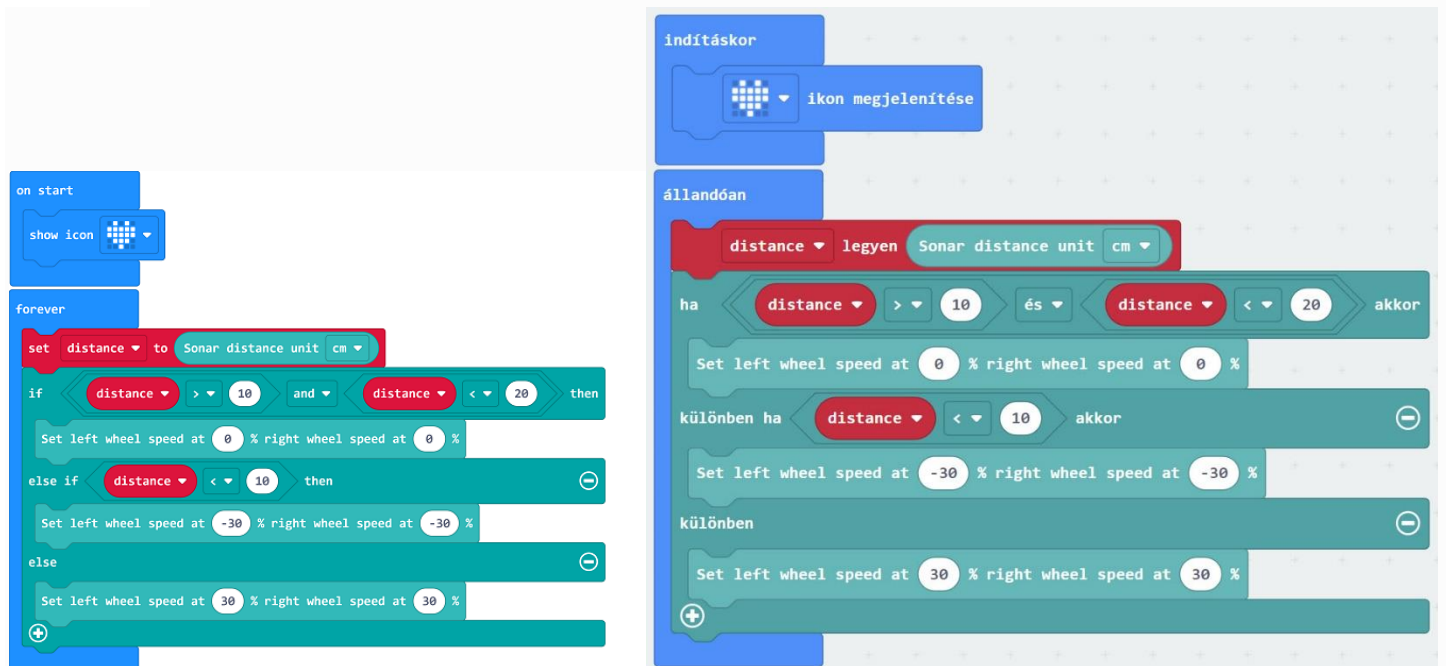 on start
show icon
forever
set distance to Sonar distance unit cm
if distance > 10 and distance < 20 then
Set left wheel speed at 0 % right wheel speed at 0 %
else if distance < 10 then
Set left wheel speed at -30 % right wheel speed at -30 %
else
Set left wheel speed at 30 % right wheel speed at 30 %
indításkor
ikon megjelenítése
állandóan
distance legyen Sonar distance unit cm
ha distance > 10 és distance < 20 akkor
Set left wheel speed at 0 % right wheel speed at 0 %
különben ha distance < 10 akkor
Set left wheel speed at -30 % right wheel speed at -30 %
különben
Set left wheel speed at 30 % right wheel speed at 30 %